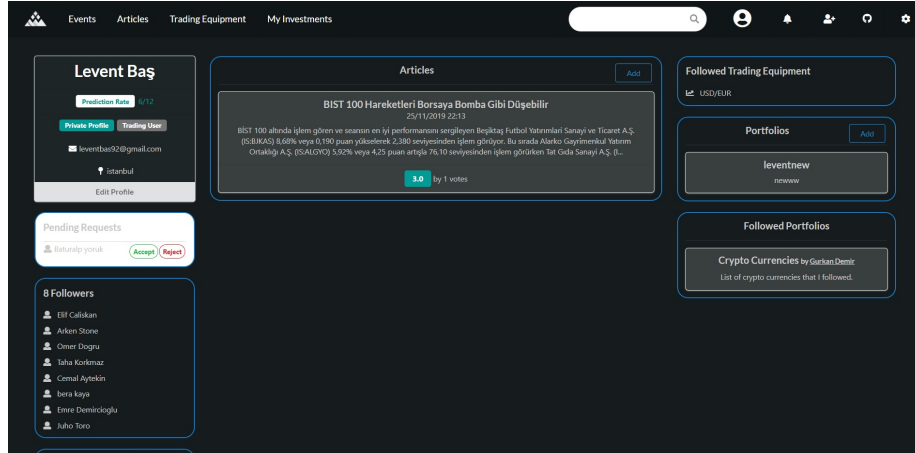 Events Articles Trading Equipment My Investments
Levent Baş
Prediction Rate 6/12
Private Profile Trading User
leventbas92@gmail.com
istanbul
Edit Profile
Pending Requests
Baturalp yoruk Accept Reject
8 Followers
Elif Caliskan
Arken Stone
Omer Dogru
Taha Korkmaz
Cemal Aytekin
bera kaya
Emre Demircioglu
Juho Toro
Articles Add
BIST 100 Hareketleri Borsaya Bomba Gibi Düşebilir
25/11/2019 22:13
BİST 100 altında işlem gören ve seansın en iyi performansını sergileyen Beşiktaş Futbol Yatırımlari Sanayi ve Ticaret A.Ş.
(IS:BJKAS) 8,68% veya 0,190 puan yükselerek 2,380 seviyesinden işlem görüyor. Bu sırada Alarko Gayrimenkul Yatırım
Ortaklığı A.Ş. (IS:ALGYO) 5,92% veya 4,25 puan artışla 76,10 seviyesinden işlem görürken Tat Gıda Sanayi A.Ş. (I...
3.0 by 1 votes
Followed Trading Equipment
USD/EUR
Portfolios Add
leventnew
newww
Followed Portfolios
Crypto Currencies by Gurkan Demir
List of crypto currencies that I followed.